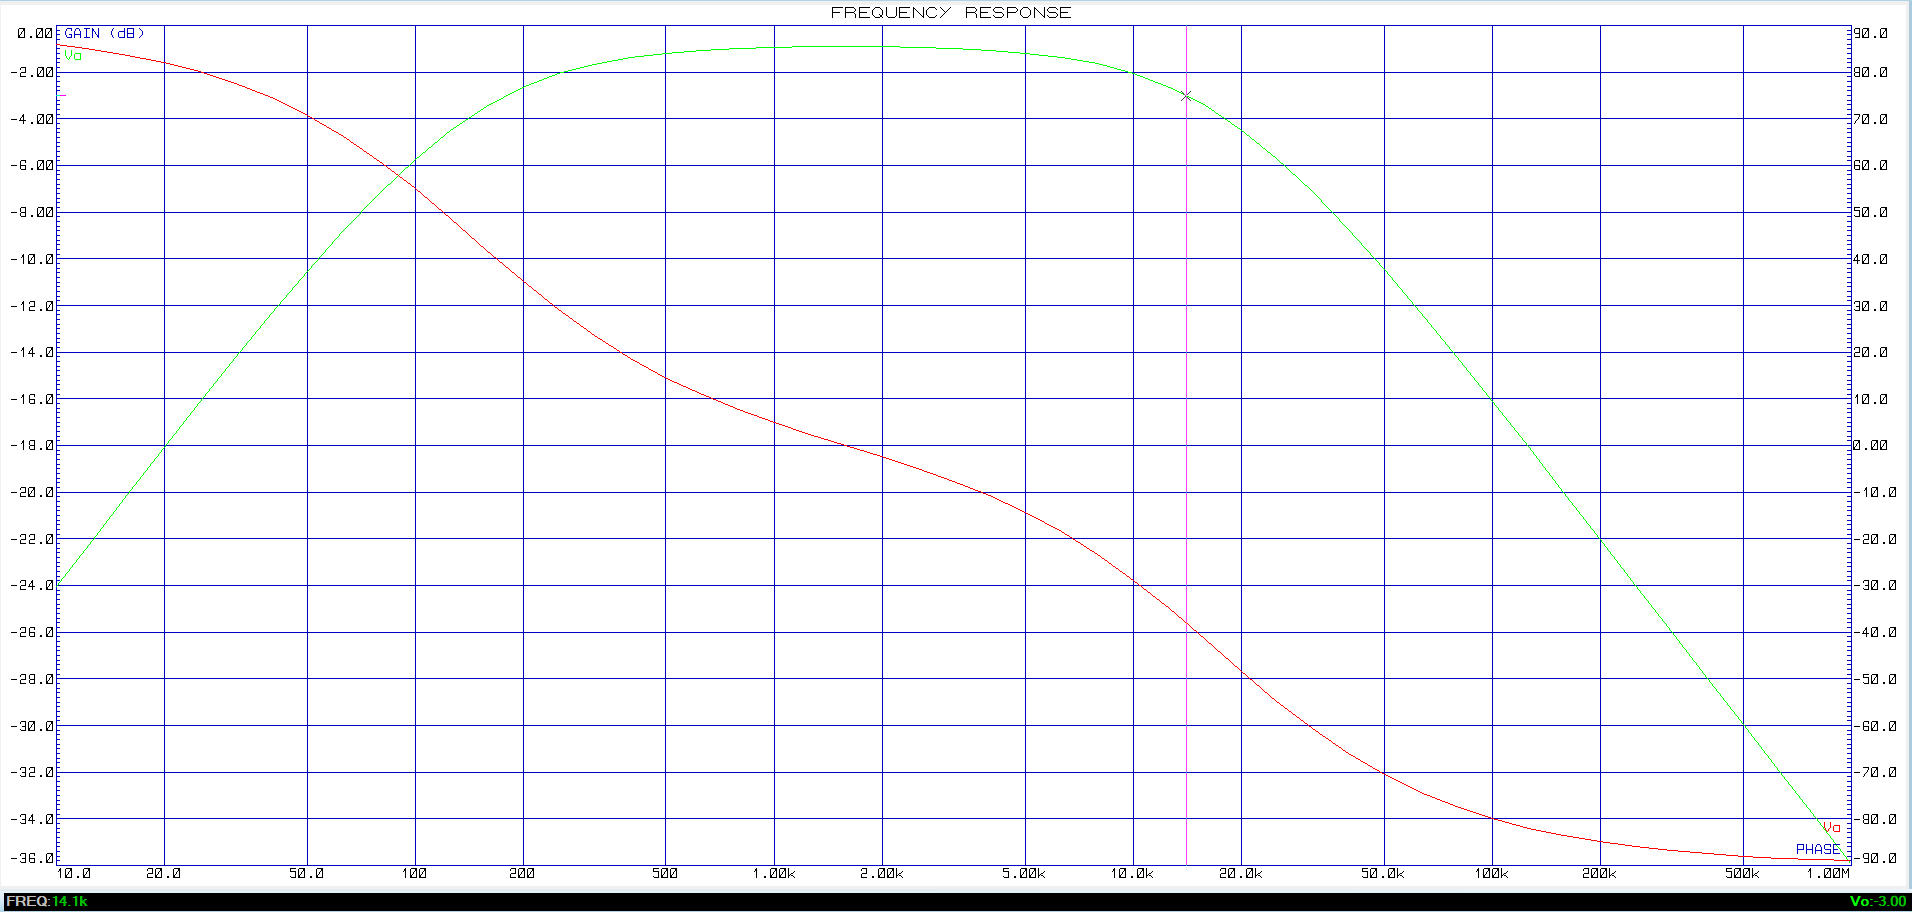 FREQUENCY RESPONSE
0.00 GAIN (dB) 90.0
Vo
-2.00 80.0
-4.00 70.0
-6.00 60.0
-8.00 50.0
-10.0 40.0
-12.0 30.0
-14.0 20.0
-16.0 10.0
-18.0 0.00
-20.0 -10.0
-22.0 -20.0
-24.0 -30.0
-26.0 -40.0
-28.0 -50.0
-30.0 -60.0
-32.0 -70.0
-34.0 -80.0
Vo
PHASE
-36.0 -90.0
10.0 20.0 50.0 100 200 500 1.00k 2.00k 5.00k 10.0k 20.0k 50.0k 100k 200k 500k 1.00M
FREQ:14.1k Vo:-3.00